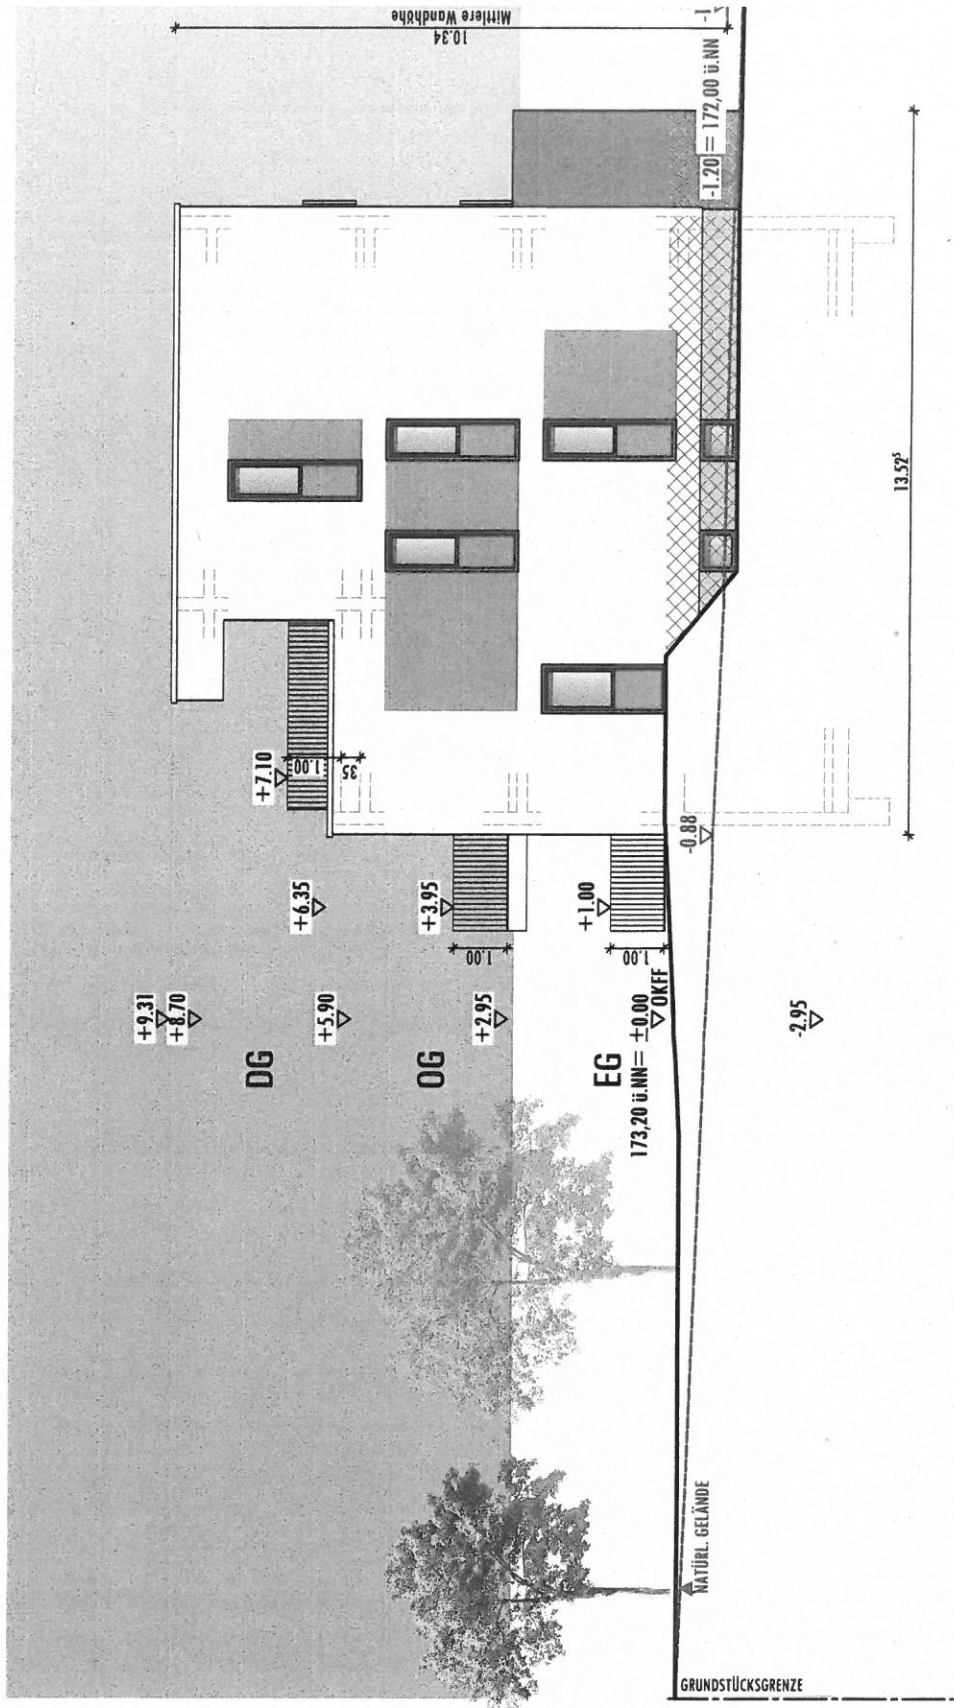 Mittlere Wandhöhe
10.34
-1
-1.20 = 172,00 ü.NN
13.52⁵
+9.31
+8.70
+7.10
1.00
35
DG
+6.35
+5.90
OG
+3.95
1.00
+2.95
EG
+1.00
1.00
173,20 ü.NN= ±0,00
OKFF
-0.88
-2.95
NATÜRL. GELÄNDE
GRUNDSTÜCKSGRENZE